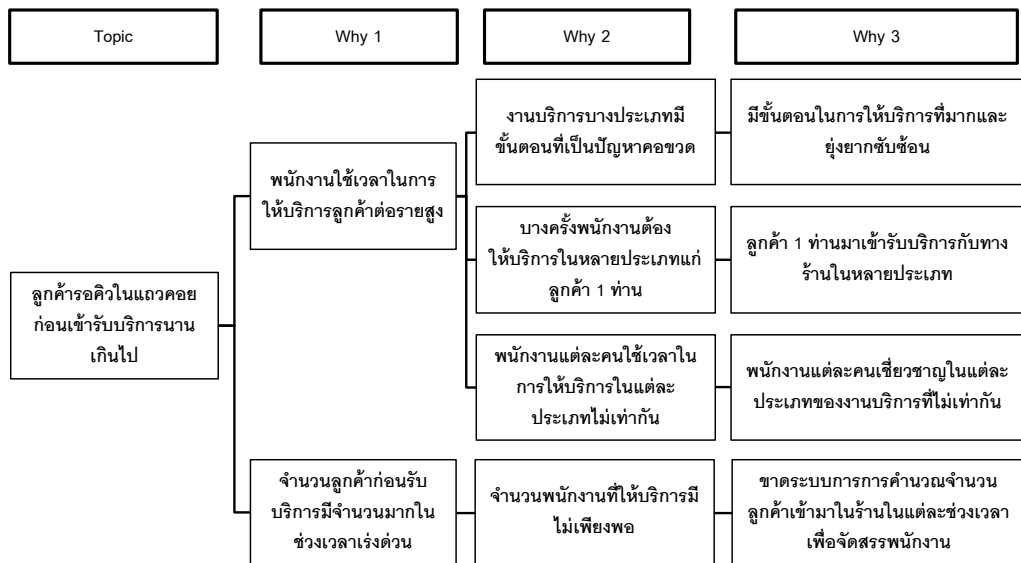 Topic
Why 1
Why 2
Why 3
งานบริการบางประเภทมี
ขั้นตอนที่เป็นปัญหาคอขวด
มีขั้นตอนในการให้บริการที่มากและ
ยุ่งยากซับซ้อน
พนักงานใช้เวลาในการ
ให้บริการลูกค้าต่อรายสูง
บางครั้งพนักงานต้อง
ให้บริการในหลายประเภทแก่
ลูกค้า 1 ท่าน
ลูกค้า 1 ท่านมาเข้ารับบริการกับทาง
ร้านในหลายประเภท
ลูกค้ารอคิวในแถวคอย
ก่อนเข้ารับบริการนาน
เกินไป
พนักงานแต่ละคนใช้เวลาใน
การให้บริการในแต่ละ
ประเภทไม่เท่ากัน
พนักงานแต่ละคนเชี่ยวชาญในแต่ละ
ประเภทของงานบริการที่ไม่เท่ากัน
จำนวนลูกค้าก่อนรับ
บริการมีจำนวนมากใน
ช่วงเวลาเร่งด่วน
จำนวนพนักงานที่ให้บริการมี
ไม่เพียงพอ
ขาดระบบการการคำนวณจำนวน
ลูกค้าเข้ามาในร้านในแต่ละช่วงเวลา
เพื่อจัดสรรพนักงาน